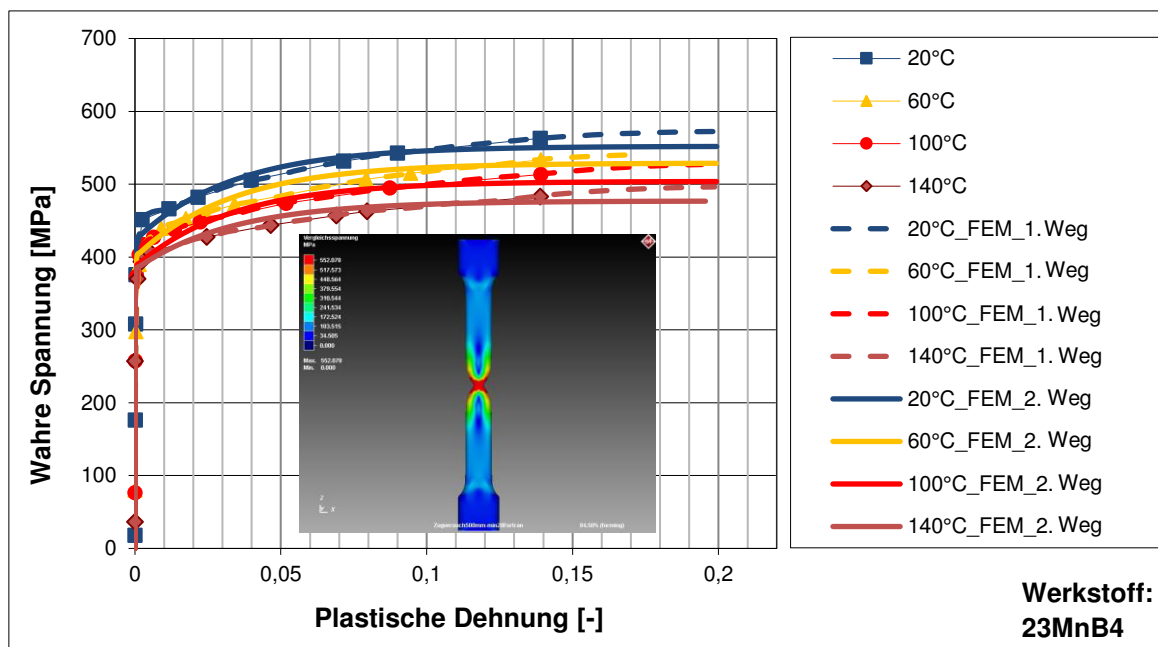 700
600
500
400
300
200
100
0
Wahre Spannung [MPa]
0
0,05
0,1
0,15
0,2
Plastische Dehnung [-]
Vergleichsspannung
MPa
552.078
517.573
448.564
379.554
310.544
241.534
172.524
103.515
34.505
0.000
Max. 552.078
Min. 0.000
Z
X
84.50% (forming)
20°C
60°C
100°C
140°C
20°C_FEM_1. Weg
60°C_FEM_1. Weg
100°C_FEM_1. Weg
140°C_FEM_1. Weg
20°C_FEM_2. Weg
60°C_FEM_2. Weg
100°C_FEM_2. Weg
140°C_FEM_2. Weg
Werkstoff:
23MnB4